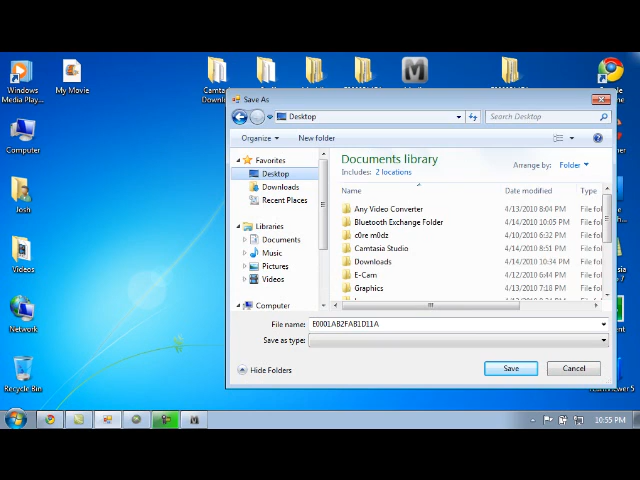 Windows
Media Play...
My Movie
Computer
Josh
Videos
Network
Recycle Bin
Save As
Desktop
Search Desktop
Organize
New folder
Favorites
Desktop
Downloads
Recent Places
Libraries
Documents
Music
Pictures
Videos
Computer
Documents library
Includes: 2 locations
Arrange by: Folder
Name
Date modified
Type
Any Video Converter 4/13/2010 8:04 PM File fol
Bluetooth Exchange Folder 4/14/2010 10:05 PM File fol
c0re m0dz 4/10/2010 6:32 PM File fol
Camtasia Studio 4/14/2010 8:51 PM File fol
Downloads 4/14/2010 10:34 PM File fol
E-Cam 4/12/2010 6:44 PM File fol
Graphics 4/13/2010 7:18 PM File fol
File name: E0001AB2FAB1D11A
Save as type:
Hide Folders
Save
Cancel
10:55 PM